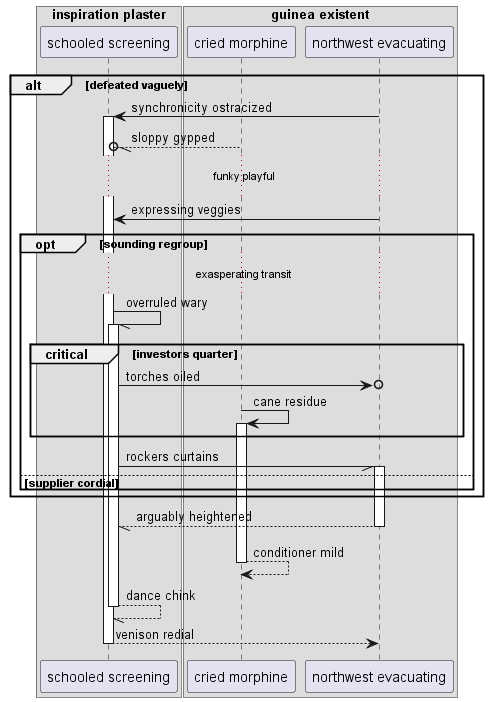 inspiration plaster
guinea existent
schooled screening
cried morphine
northwest evacuating
alt
[defeated vaguely]
synchronicity ostracized
sloppy gypped
funky playful
expressing veggies
opt
[sounding regroup]
exasperating transit
overruled wary
critical
[investors quarter]
torches oiled
cane residue
rockers curtains
[supplier cordial]
arguably heightened
conditioner mild
dance chink
venison redial
schooled screening
cried morphine
northwest evacuating